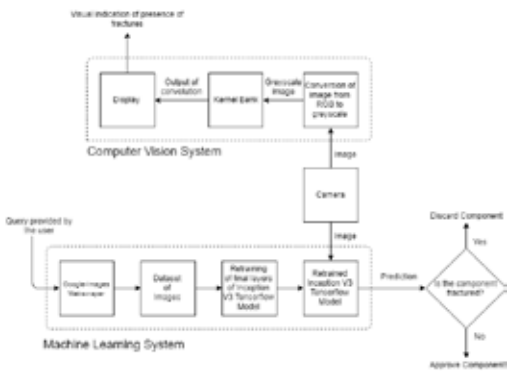 Visual indication of presence of
fractures
Display
Output of
convolution
Kernel Bank
Greyscale
Image
Convertion of
image from
RGB to
greyscale
Computer Vision System
Image
Camera
Image
Query provided by
the user
Google Images
Webscraper
Dataset
of
Images
Retraining
of final layers
of Inception
V3 Tensorflow
Model
Retrained
Inception V3
Tensorflow
Model
Prediction
Machine Learning System
Discard Component
Yes
Is the
component
fractured?
No
Approve Component